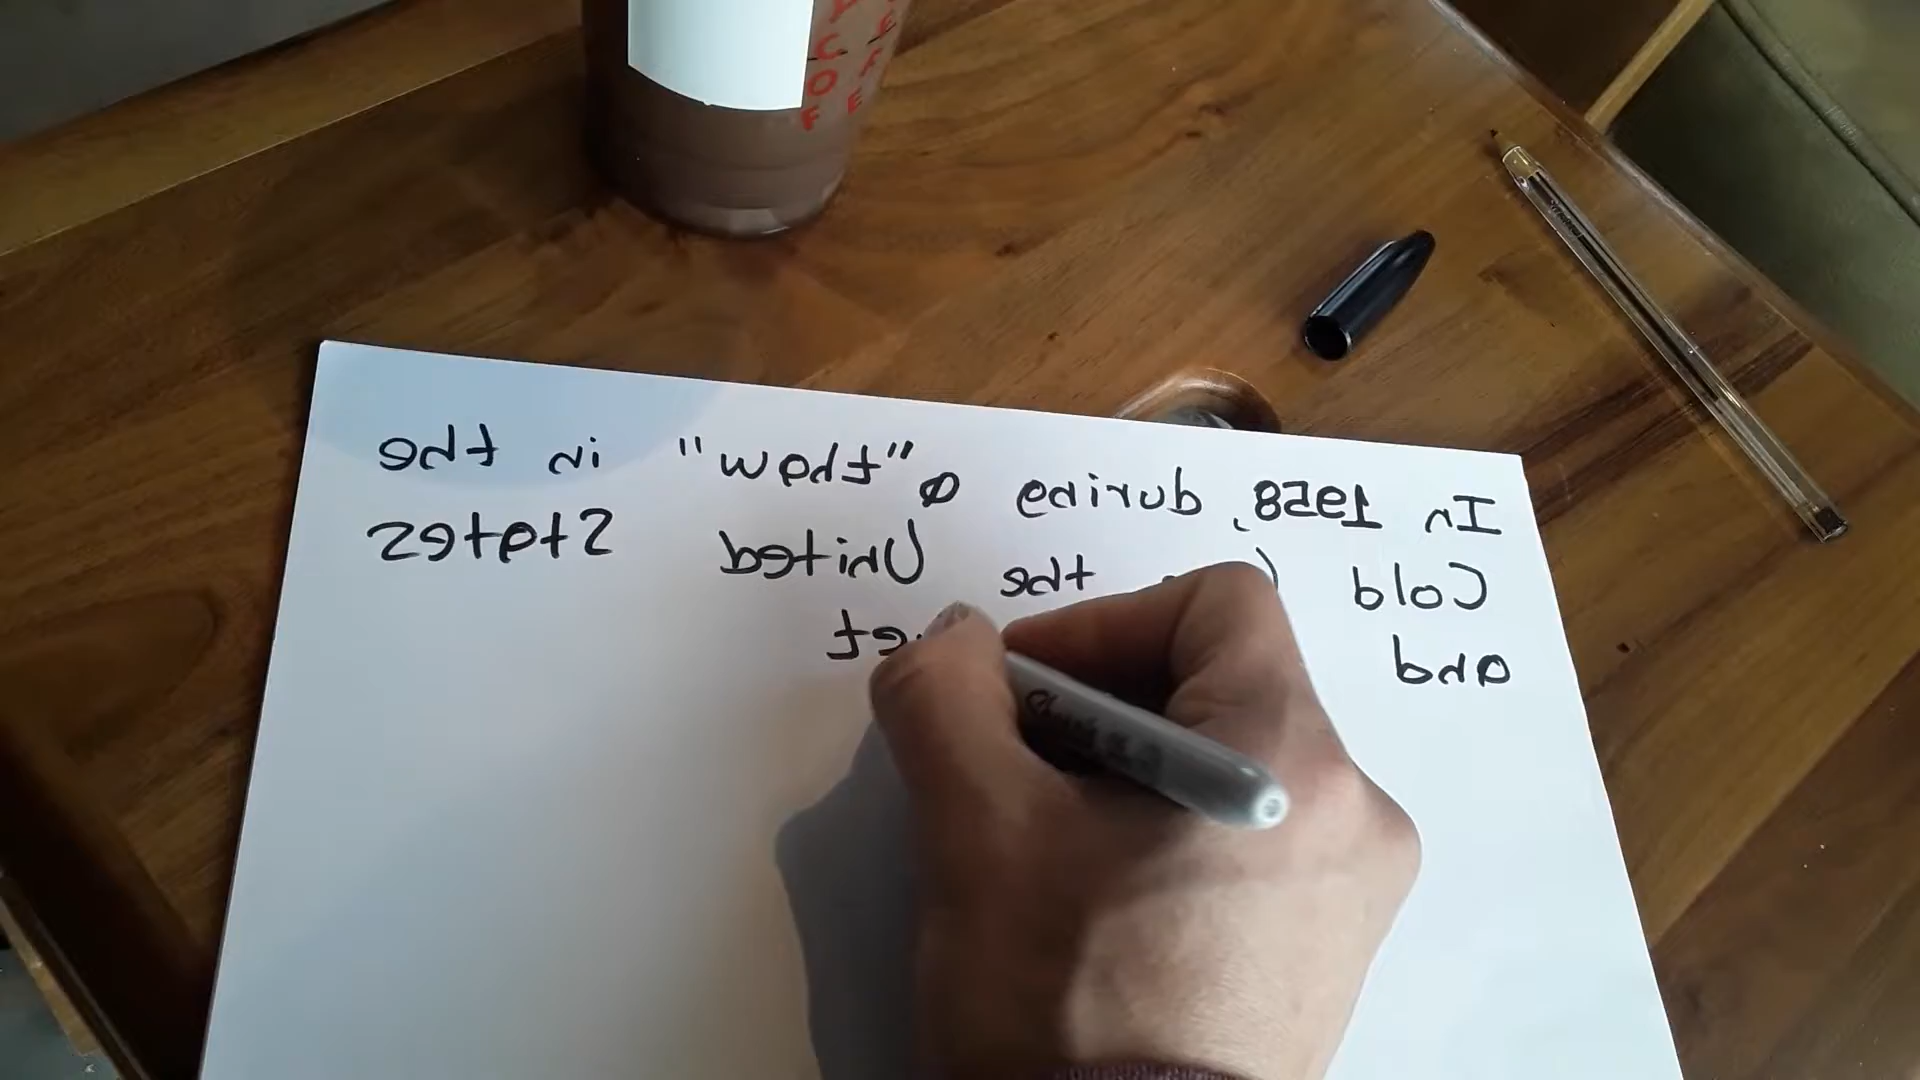 In 1958, during a "thaw" in the
Cold the United States
and